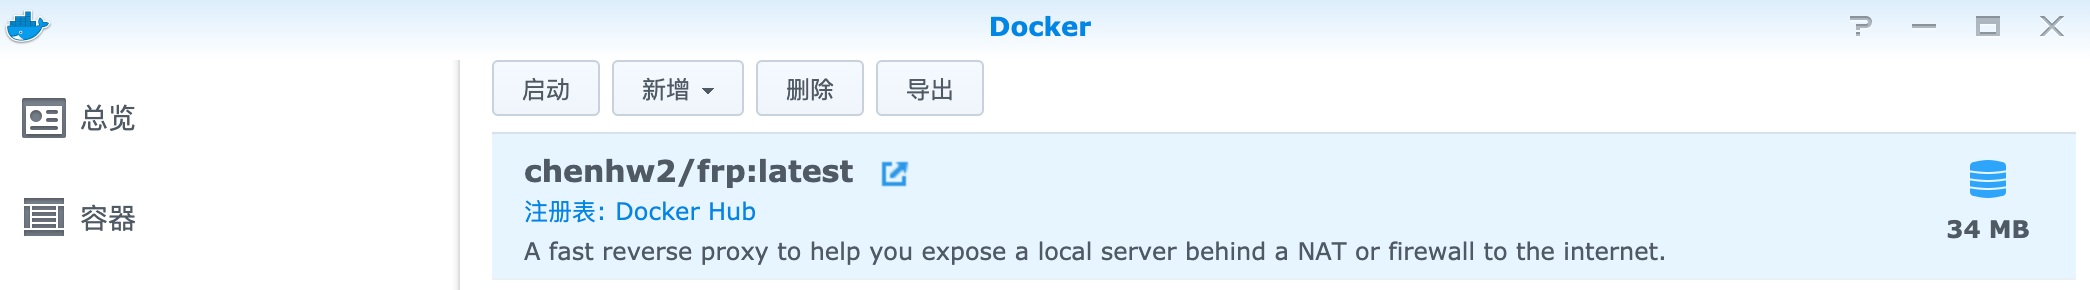 Docker
总览
容器
启动 新增 删除 导出
chenhw2/frp:latest
注册表: Docker Hub
A fast reverse proxy to help you expose a local server behind a NAT or firewall to the internet.
34 MB